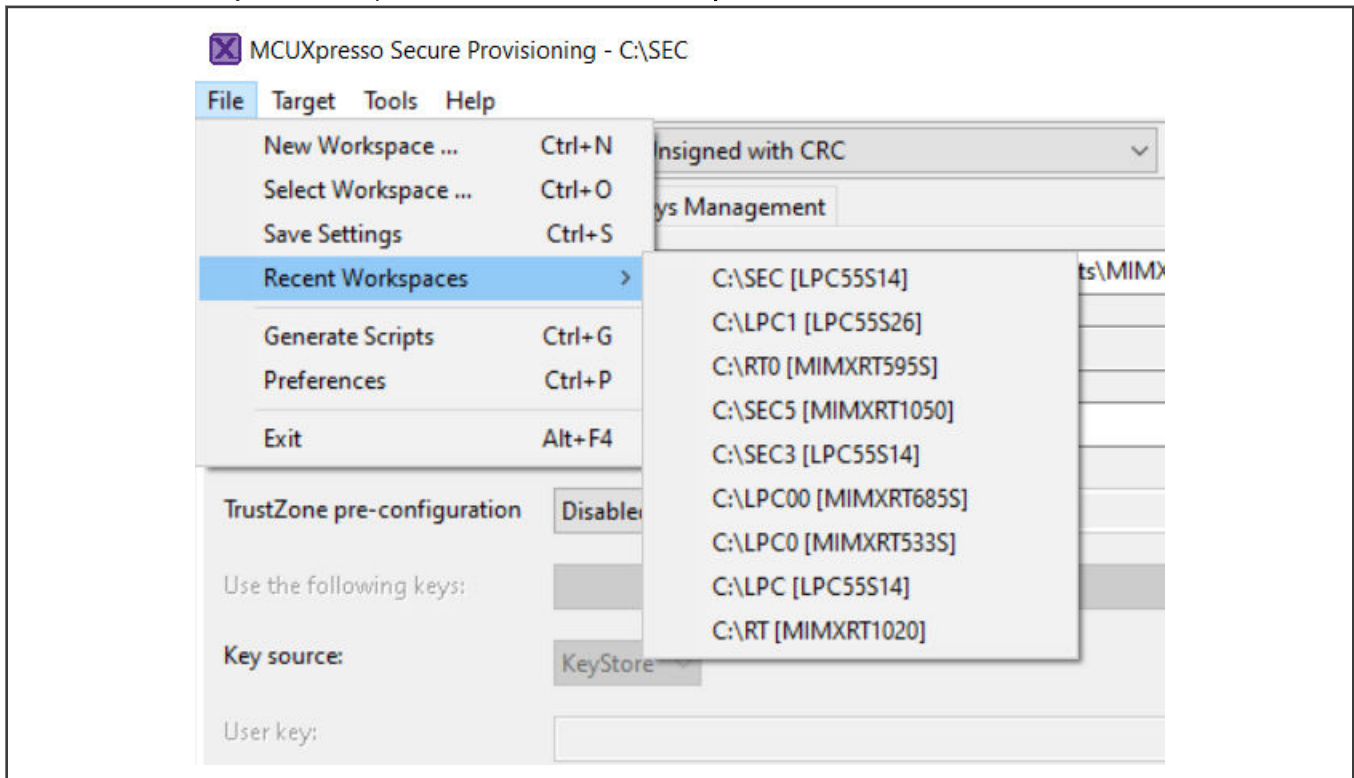 MCUXpresso Secure Provisioning - C:\SEC
File Target Tools Help
New Workspace ... Ctrl+N
Select Workspace ... Ctrl+O
Save Settings Ctrl+S
Recent Workspaces >
Generate Scripts Ctrl+G
Preferences Ctrl+P
Exit Alt+F4
nsigned with CRC
ys Management
ts\MIMX
C:\SEC [LPC55S14]
C:\LPC1 [LPC55S26]
C:\RT0 [MIMXRT595S]
C:\SEC5 [MIMXRT1050]
C:\SEC3 [LPC55S14]
C:\LPC00 [MIMXRT685S]
C:\LPC0 [MIMXRT533S]
C:\LPC [LPC55S14]
C:\RT [MIMXRT1020]
TrustZone pre-configuration Disable
Use the following keys:
Key source: KeyStore
User key: